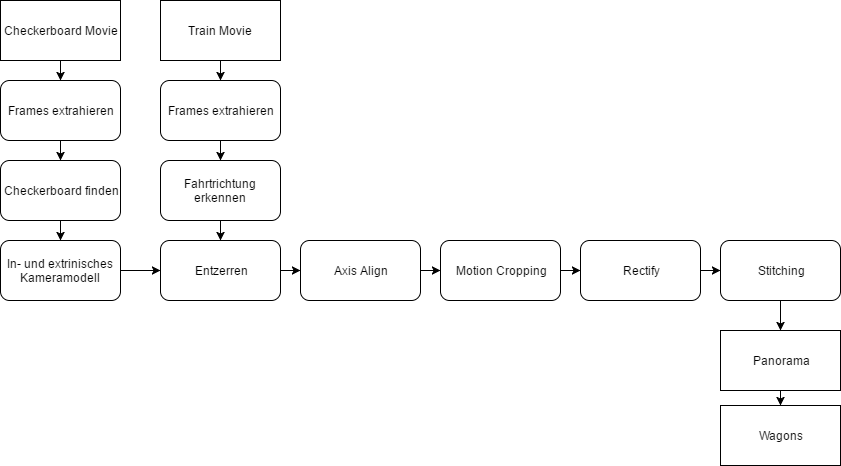 Checkerboard Movie
Train Movie
Frames extrahieren
Frames extrahieren
Checkerboard finden
Fahrtrichtung
erkennen
In- und extrinisches
Kameramodell
Entzerren
Axis Align
Motion Cropping
Rectify
Stitching
Panorama
Wagons